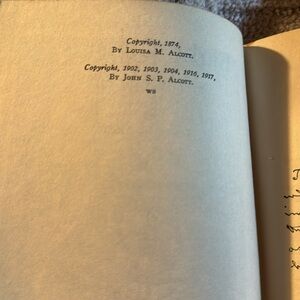 Copyright, 1874,
By Louisa M. Alcott.
Copyright, 1902, 1903, 1904, 1916, 1917,
By John S. P. Alcott.
WB